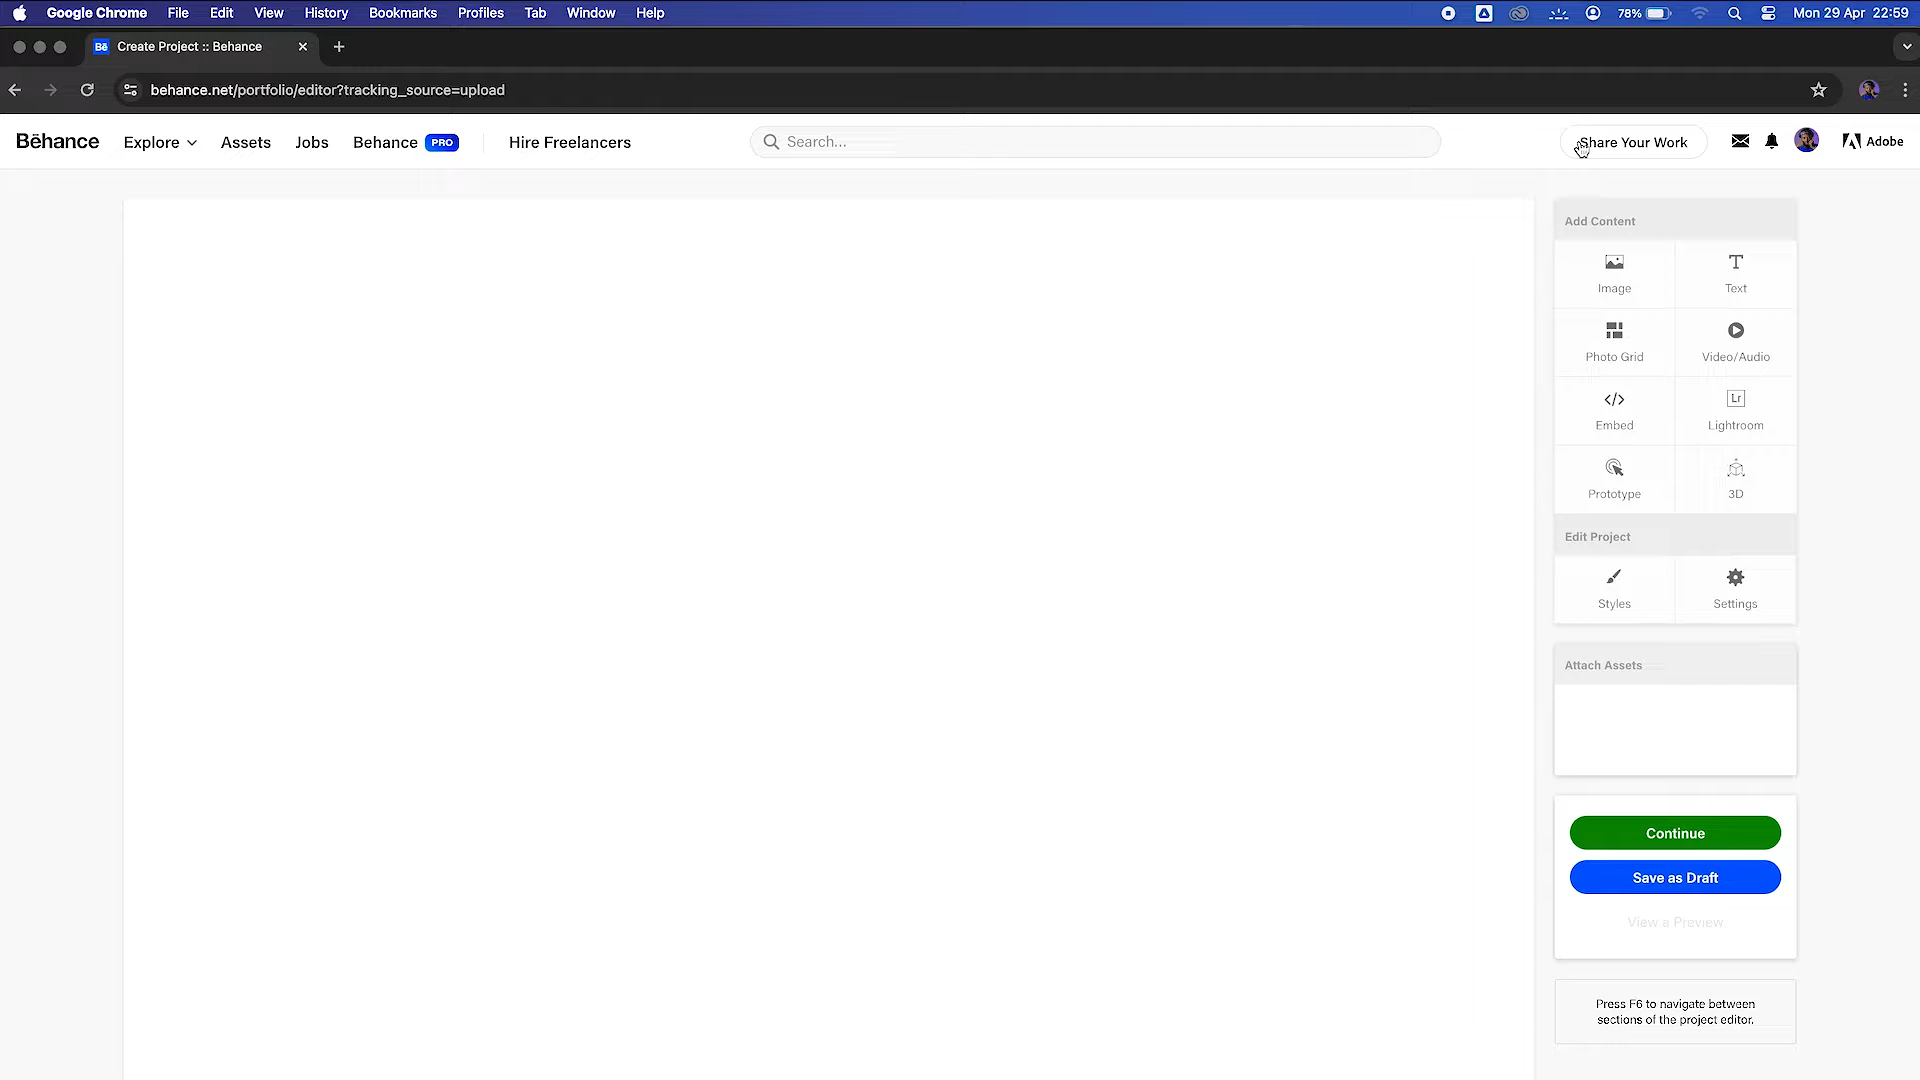 Google Chrome File Edit View History Bookmarks Profiles Tab Window Help 78% Mon 29 Apr 22:59
Bē Create Project :: Behance
behance.net/portfolio/editor?tracking_source=upload
Bēhance Explore Assets Jobs Behance PRO Hire Freelancers Search... Share Your Work Adobe
Add Content
Image Text
Photo Grid Video/Audio
Lr
Embed Lightroom
Prototype 3D
Edit Project
Styles Settings
Attach Assets
Continue
Save as Draft
View a Preview
Press F6 to navigate between
sections of the project editor.